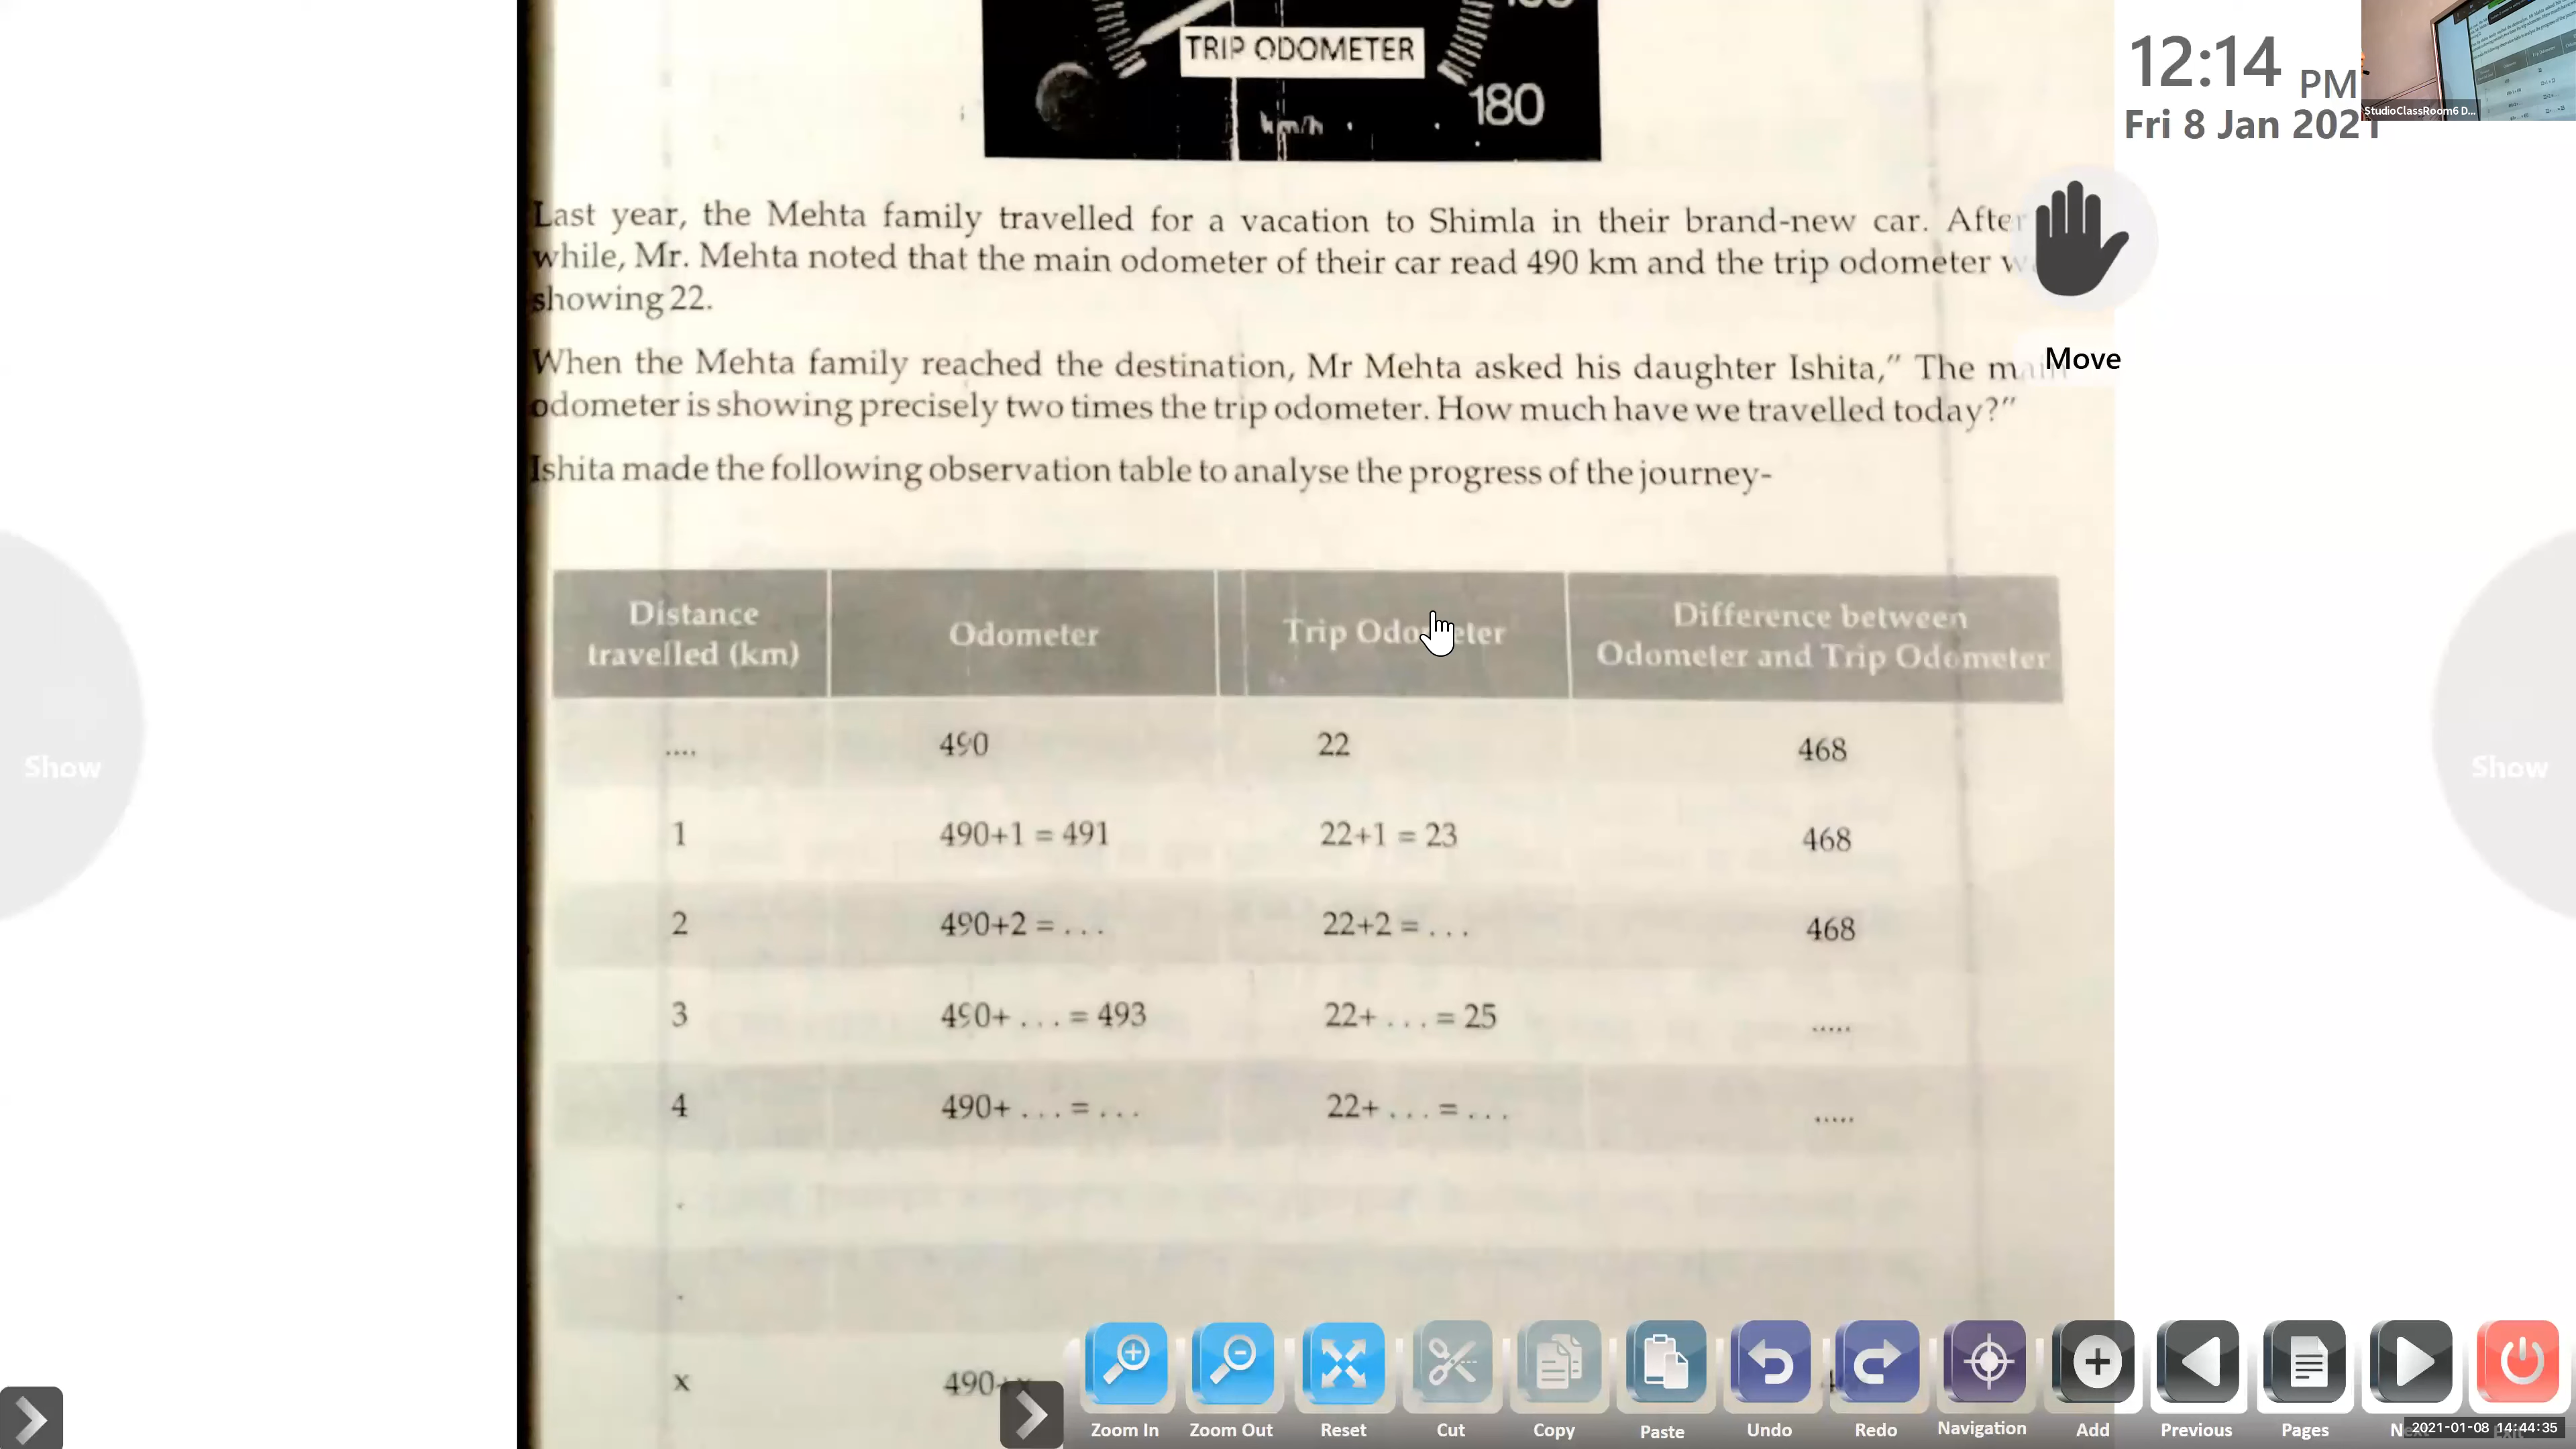 TRIP ODOMETER
km/h
180
12:14 PM
Fri 8 Jan 2021
StudioClassRoom6 D...
Last year, the Mehta family travelled for a vacation to Shimla in their brand-new car. After
while, Mr. Mehta noted that the main odometer of their car read 490 km and the trip odometer
showing 22.
Move
When the Mehta family reached the destination, Mr Mehta asked his daughter Ishita,” The main
odometer is showing precisely two times the trip odometer. How much have we travelled today?”
Ishita made the following observation table to analyse the progress of the journey-
Distance travelled (km) Odometer Trip Odometer Difference between Odometer and Trip Odometer
.... 490 22 468
1 490+1 = 491 22+1 = 23 468
2 490+2 = ... 22+2 = ... 468
3 490+ ... = 493 22+ ... = 25 .....
4 490+ ... = ... 22+ ... = ... .....
.
.
x 490+x
Show
Show
Zoom In Zoom Out Reset Cut Copy Paste Undo Redo Navigation Add Previous Pages
2021-01-08 14:44:35